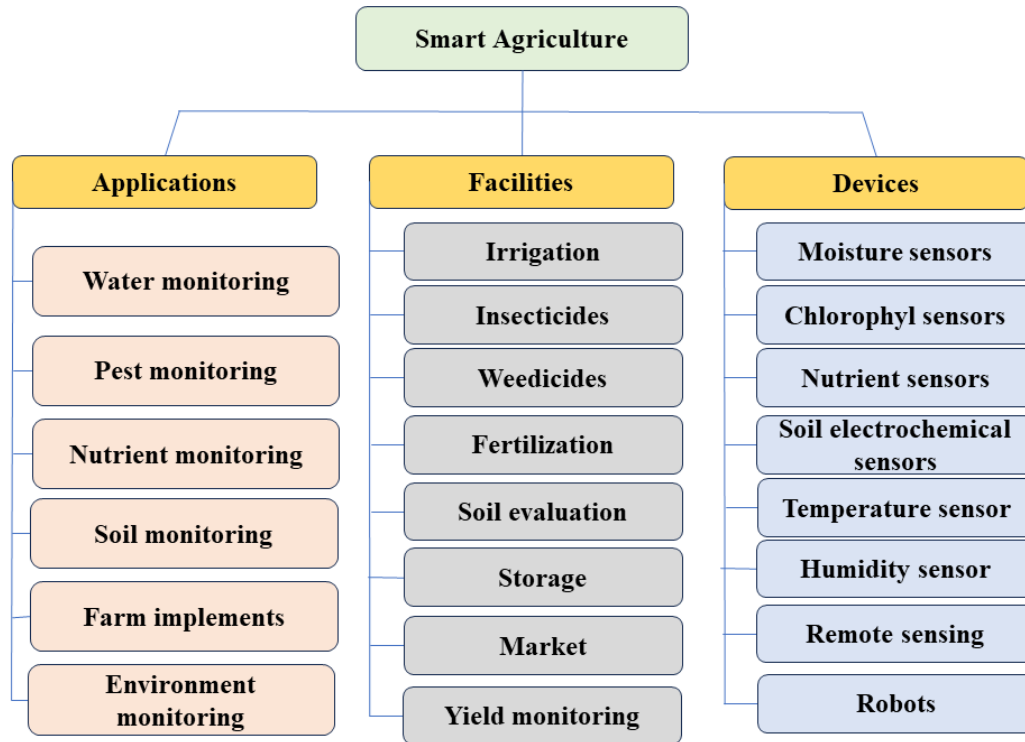 Smart Agriculture
Applications
Water monitoring
Pest monitoring
Nutrient monitoring
Soil monitoring
Farm implements
Environment
monitoring
Facilities
Irrigation
Insecticides
Weedicides
Fertilization
Soil evaluation
Storage
Market
Yield monitoring
Devices
Moisture sensors
Chlorophyl sensors
Nutrient sensors
Soil electrochemical
sensors
Temperature sensor
Humidity sensor
Remote sensing
Robots